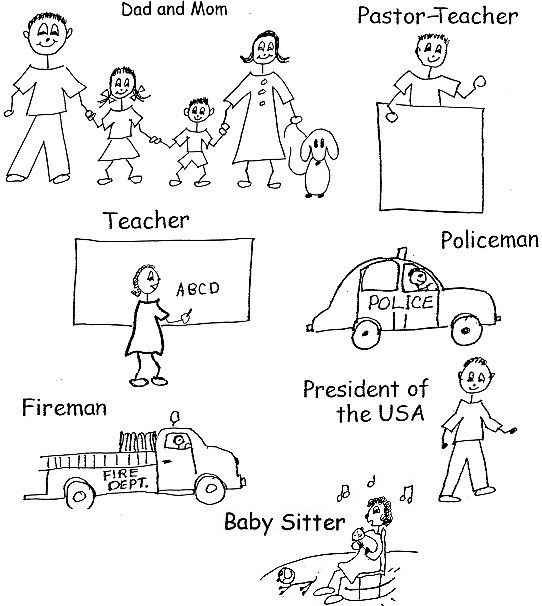 Dad and Mom
Pastor-Teacher
Teacher
ABCD
Policeman
POLICE
President of
the USA
Fireman
FIRE
DEPT.
Baby Sitter